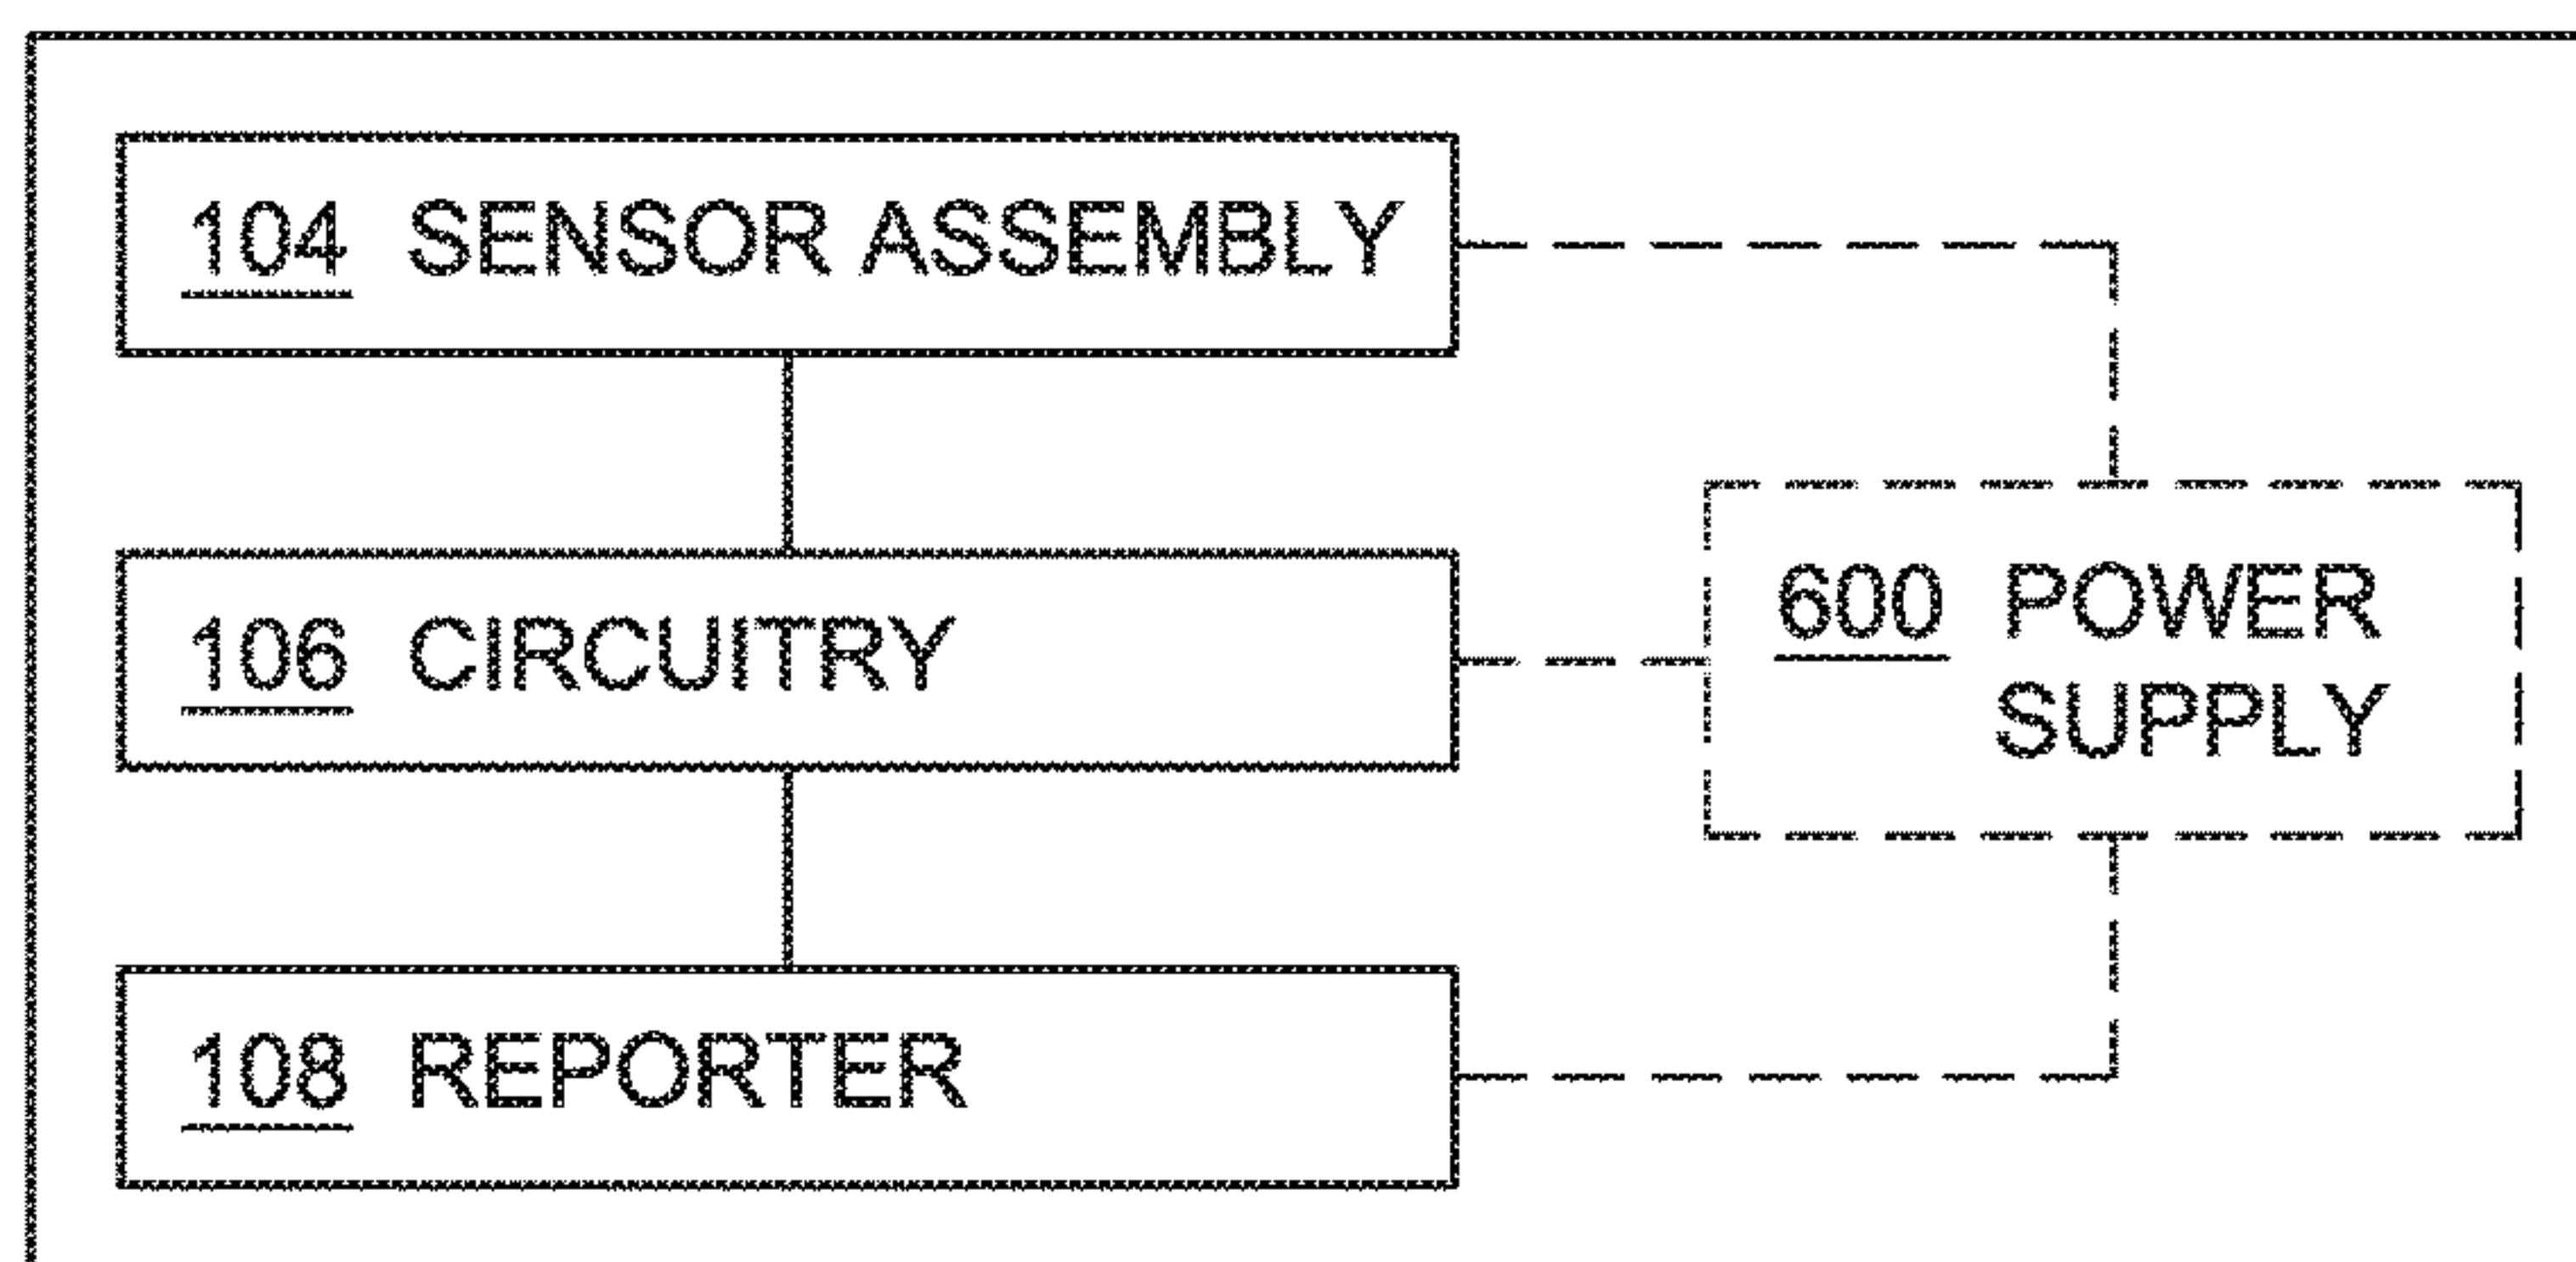 104 SENSOR ASSEMBLY
106 CIRCUITRY
600 POWER
SUPPLY
108 REPORTER